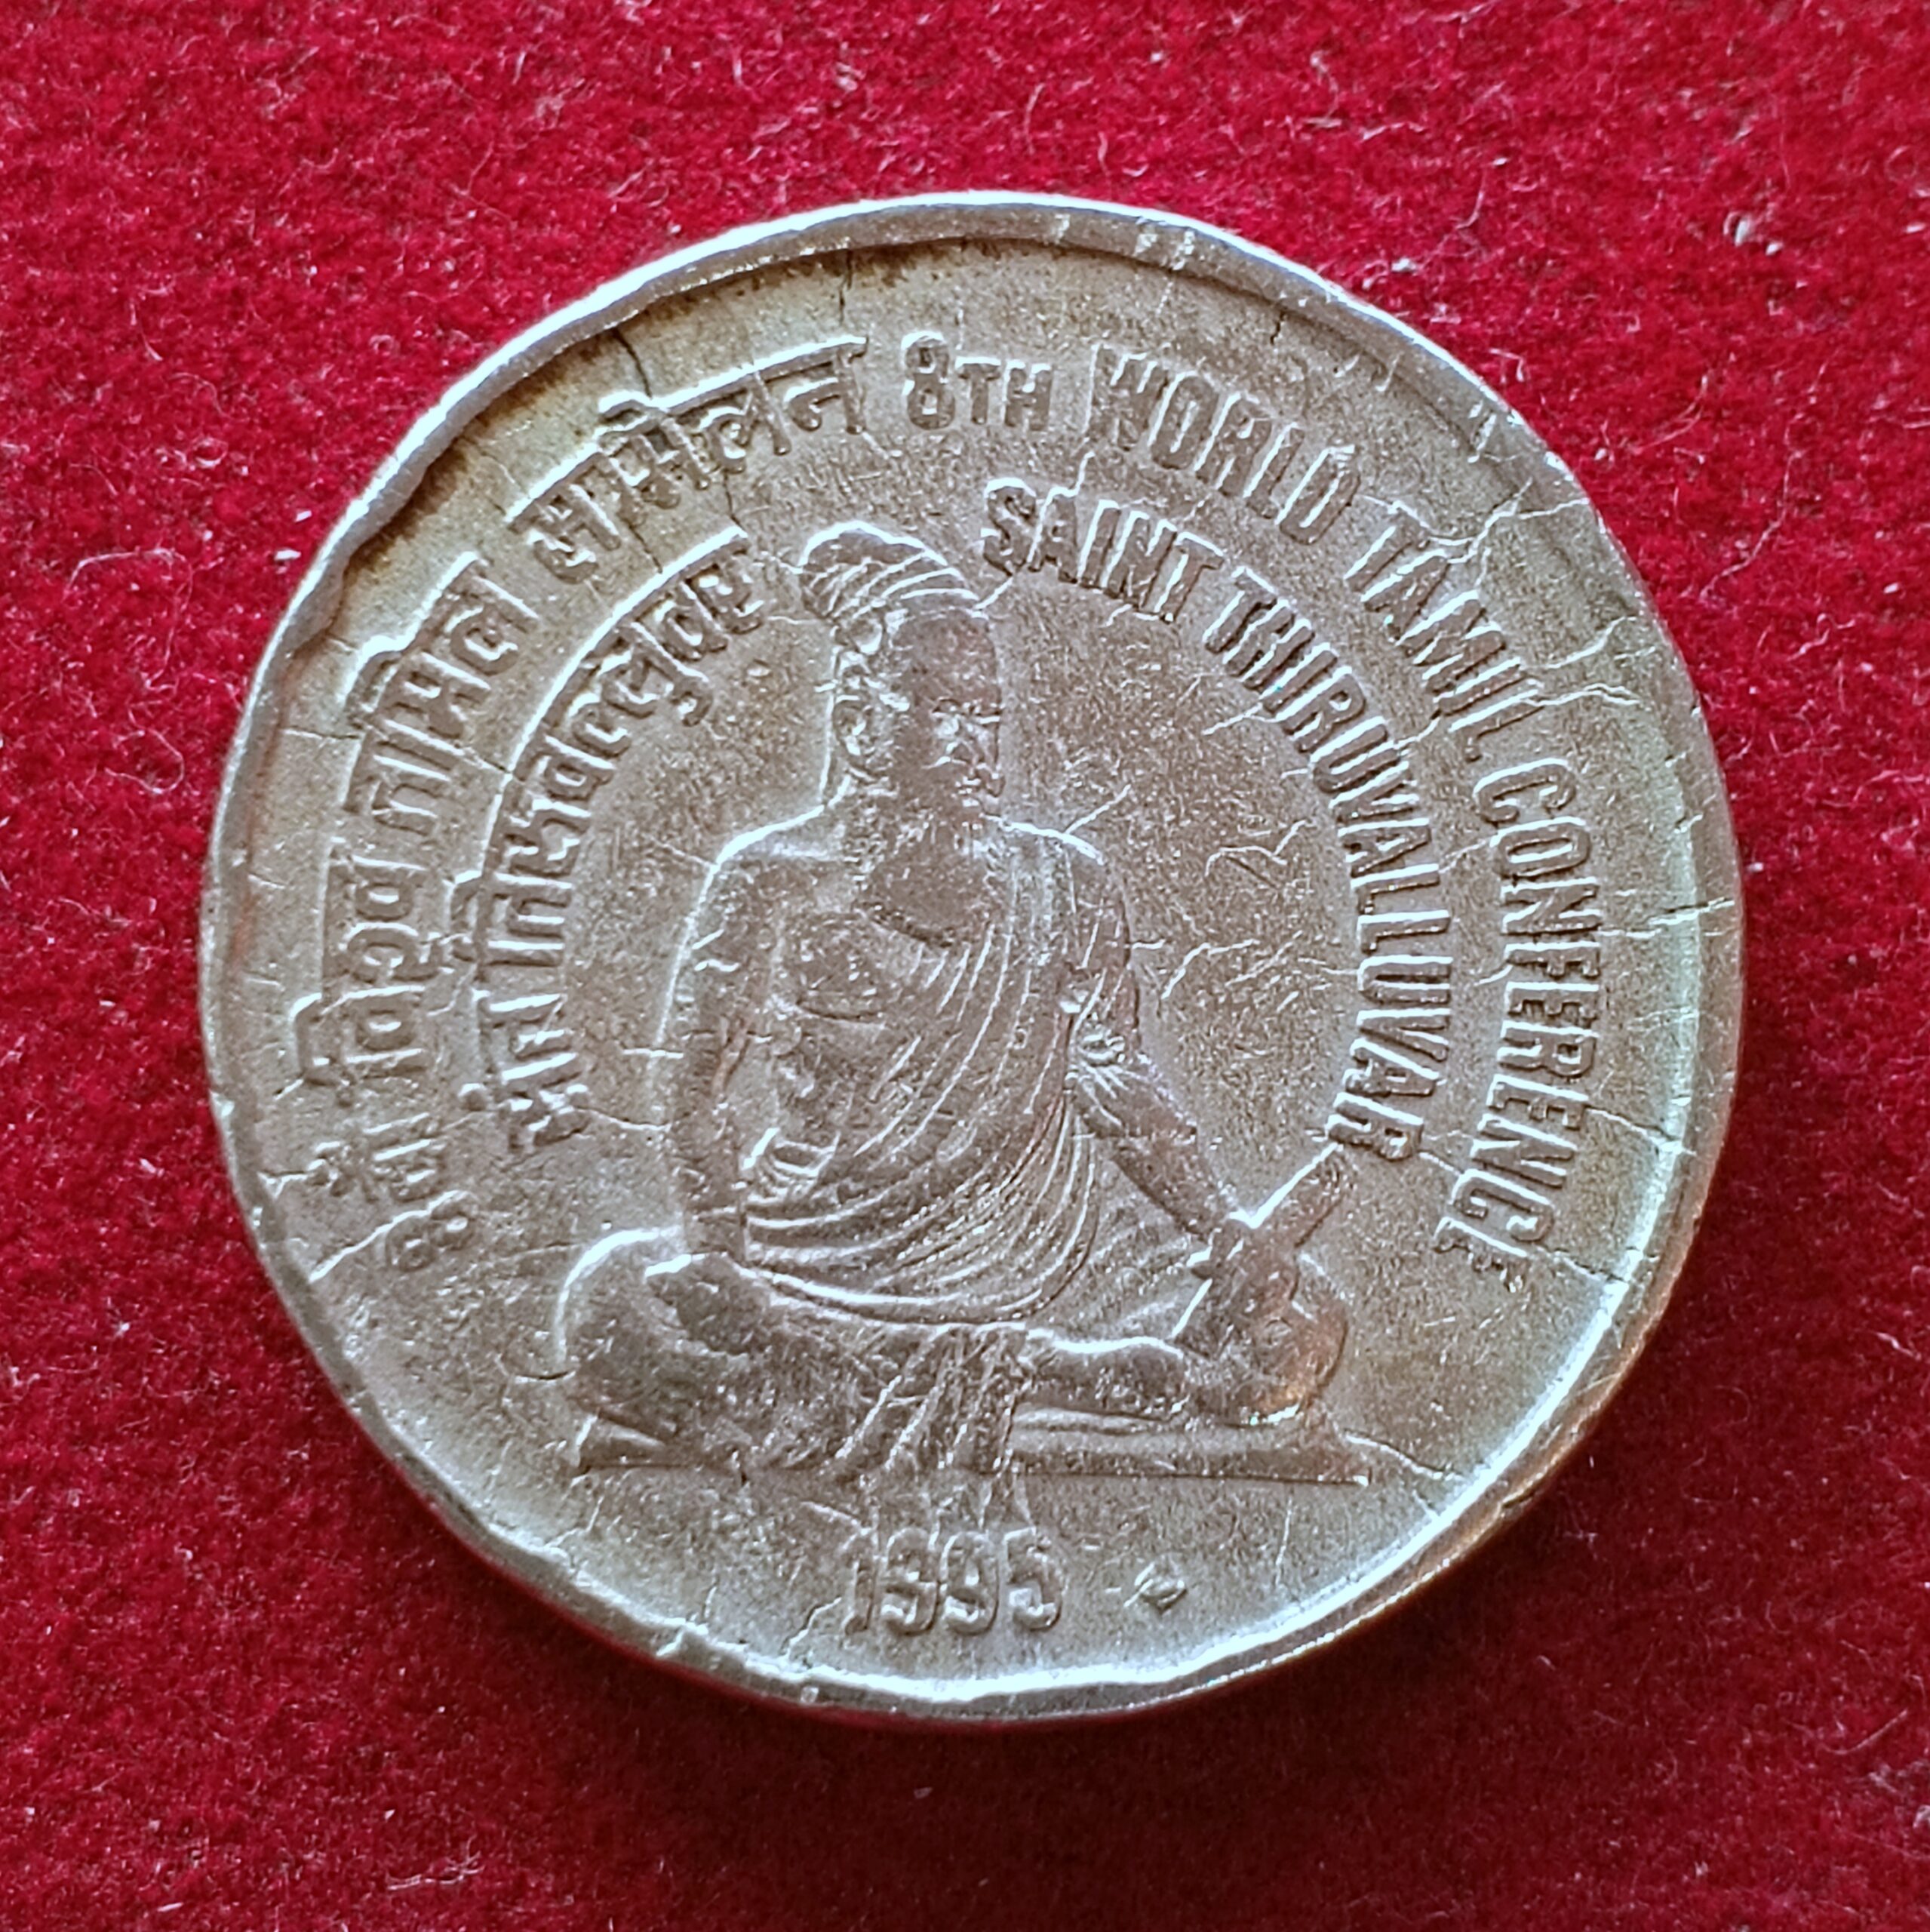 8वाँ विश्व तमिल सम्मेलन 8TH WORLD TAMIL CONFERENCE
संत तिरुवल्लुवर SAINT THIRUVALLUVAR
1995